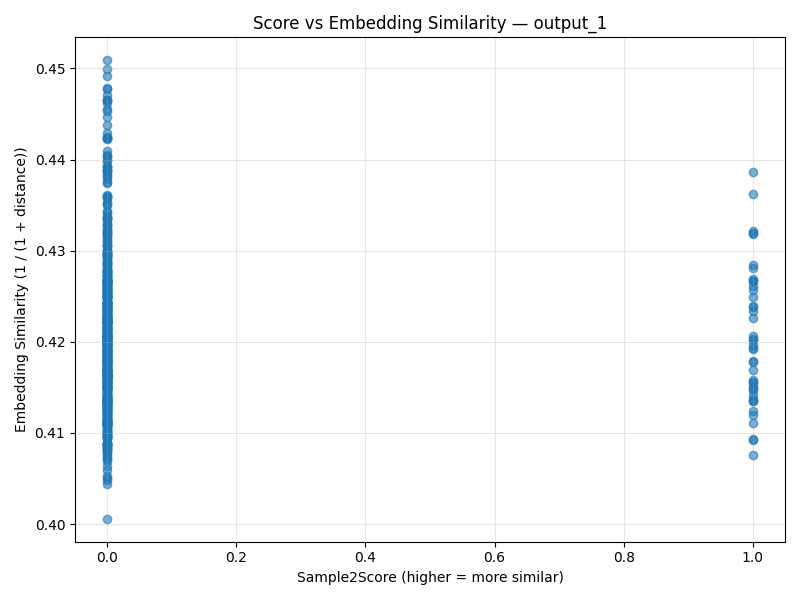 Score vs Embedding Similarity — output_1
Embedding Similarity (1 / (1 + distance))
0.45
0.44
0.43
0.42
0.41
0.40
0.0 0.2 0.4 0.6 0.8 1.0
Sample2Score (higher = more similar)